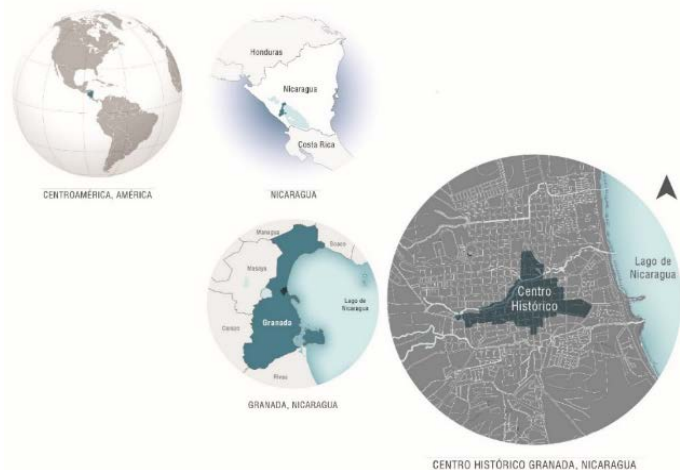 Honduras
Nicaragua
Costa Rica
CENTROAMÉRICA, AMÉRICA
NICARAGUA
Managua
Boaco
Masaya
Lago de
Nicaragua
Granada
Carazo
Rivas
GRANADA, NICARAGUA
Lago de
Nicaragua
Centro
Histórico
CENTRO HISTÓRICO GRANADA, NICARAGUA